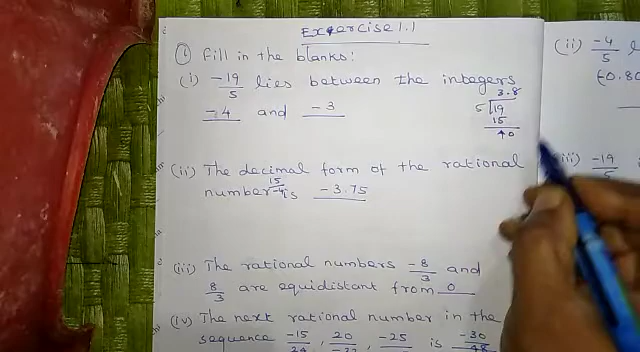 Exercise 1.1
① Fill in the blanks:
(i) -19/5 lies between the integers
-4 and -3
3.8
5 19
15
40
(ii) The decimal form of the rational
number 15/-4 is -3.75
(iii) The rational numbers -8/3 and
8/3 are equidistant from 0
(iv) The next rational number in the
sequence -15/24, 20/-32, -25 is -30/48
(ii) -4/5
(-0.80
-19/5